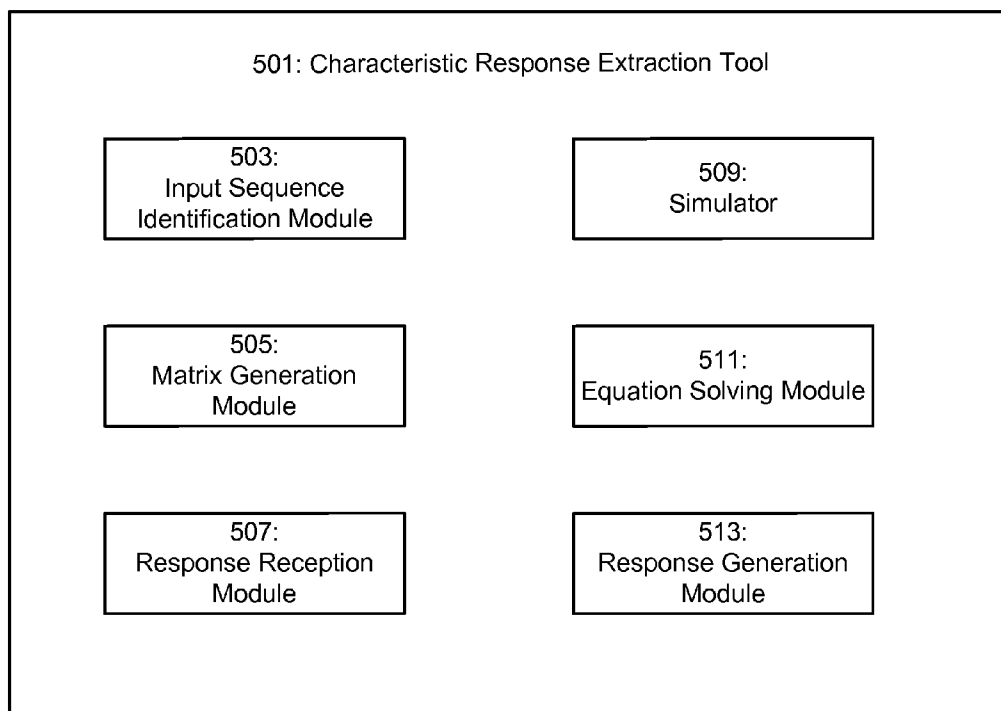 501: Characteristic Response Extraction Tool
503:
Input Sequence
Identification Module
509:
Simulator
505:
Matrix Generation
Module
511:
Equation Solving Module
507:
Response Reception
Module
513:
Response Generation
Module